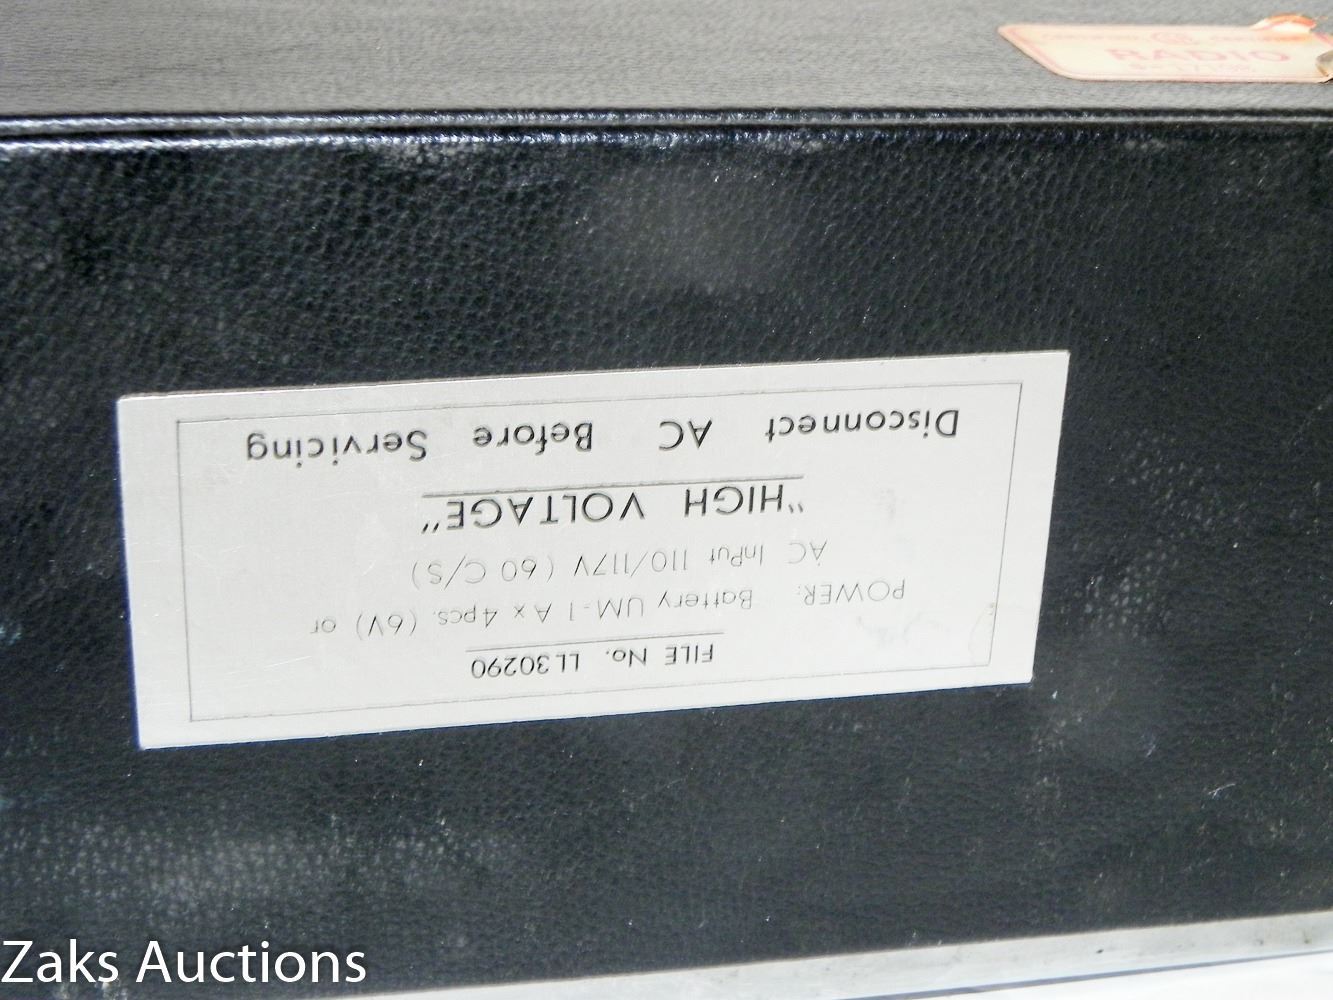 RADIO
FILE No. LL30290
POWER: Battery UM-1 A x 4pcs. (6V) or
AC InPut 110/117V (60 C/S)
"HIGH VOLTAGE"
Disconnect AC Before Servicing
Zaks Auctions